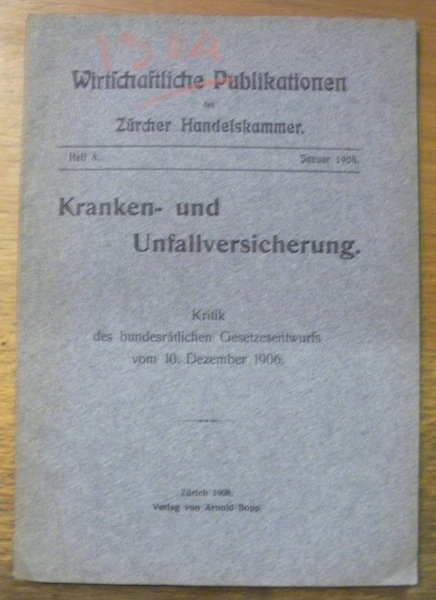 1504
Wirtschaftliche Publikationen
der
Zürcher Handelskammer.
Heft 8. Januar 1908.
Kranken- und
Unfallversicherung.
Kritik
des bundesrätlichen Gesetzesentwurfs
vom 10. Dezember 1906.
Zürich 1908.
Verlag von Arnold Bopp.